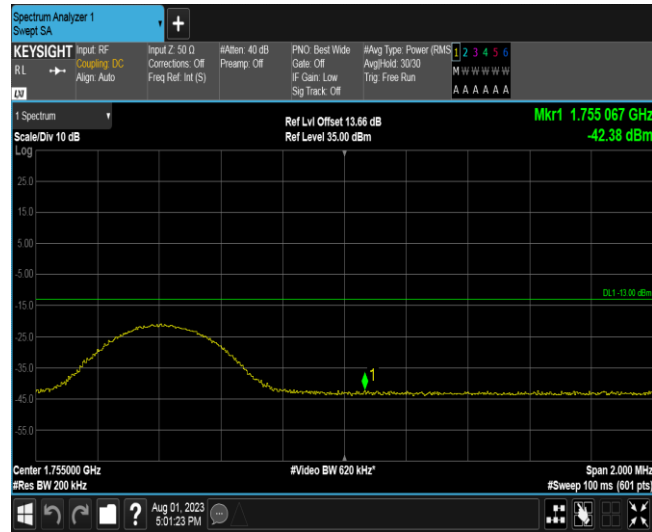 Spectrum Analyzer 1
Swept SA
+
KEYSIGHT
RL
LXI
Input: RF
Coupling: DC
Align: Auto
Input Z: 50 Ω
Corrections: Off
Freq Ref: Int (S)
#Atten: 40 dB
Preamp: Off
PNO: Best Wide
Gate: Off
IF Gain: Low
Sig Track: Off
#Avg Type: Power (RMS
Avg|Hold: 30/30
Trig: Free Run
1 2 3 4 5 6
M W W W W W
A A A A A A
1 Spectrum
Scale/Div 10 dB
Log
Ref Lvl Offset 13.66 dB
Ref Level 35.00 dBm
Mkr1 1.755 067 GHz
-42.38 dBm
25.0
15.0
5.00
-5.00
DL1 -13.00 dBm
-15.0
-25.0
-35.0
1
-45.0
-55.0
Center 1.755000 GHz
#Res BW 200 kHz
#Video BW 620 kHz*
Span 2.000 MHz
#Sweep 100 ms (601 pts)
?
Aug 01, 2023
5:01:23 PM